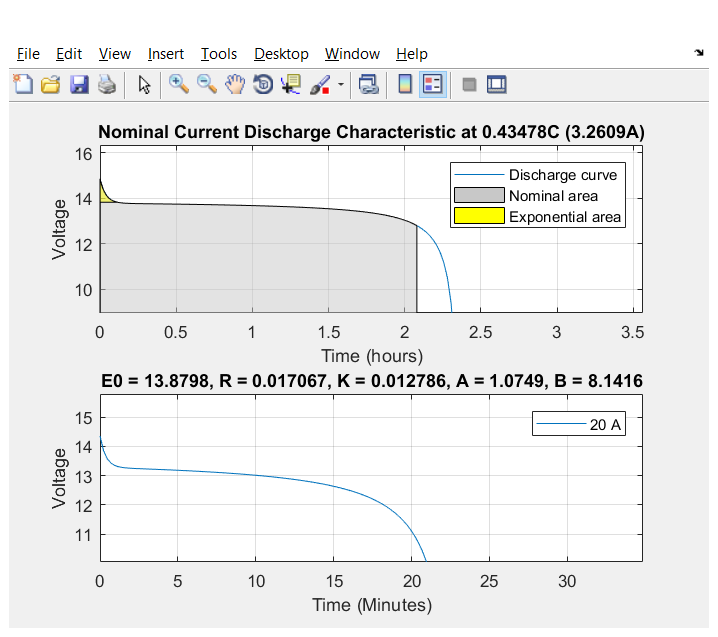 File Edit View Insert Tools Desktop Window Help
Nominal Current Discharge Characteristic at 0.43478C (3.2609A)
16
14
12
10
Voltage
Discharge curve
Nominal area
Exponential area
0 0.5 1 1.5 2 2.5 3 3.5
Time (hours)
E0 = 13.8798, R = 0.017067, K = 0.012786, A = 1.0749, B = 8.1416
15
14
13
12
11
Voltage
20 A
0 5 10 15 20 25 30
Time (Minutes)